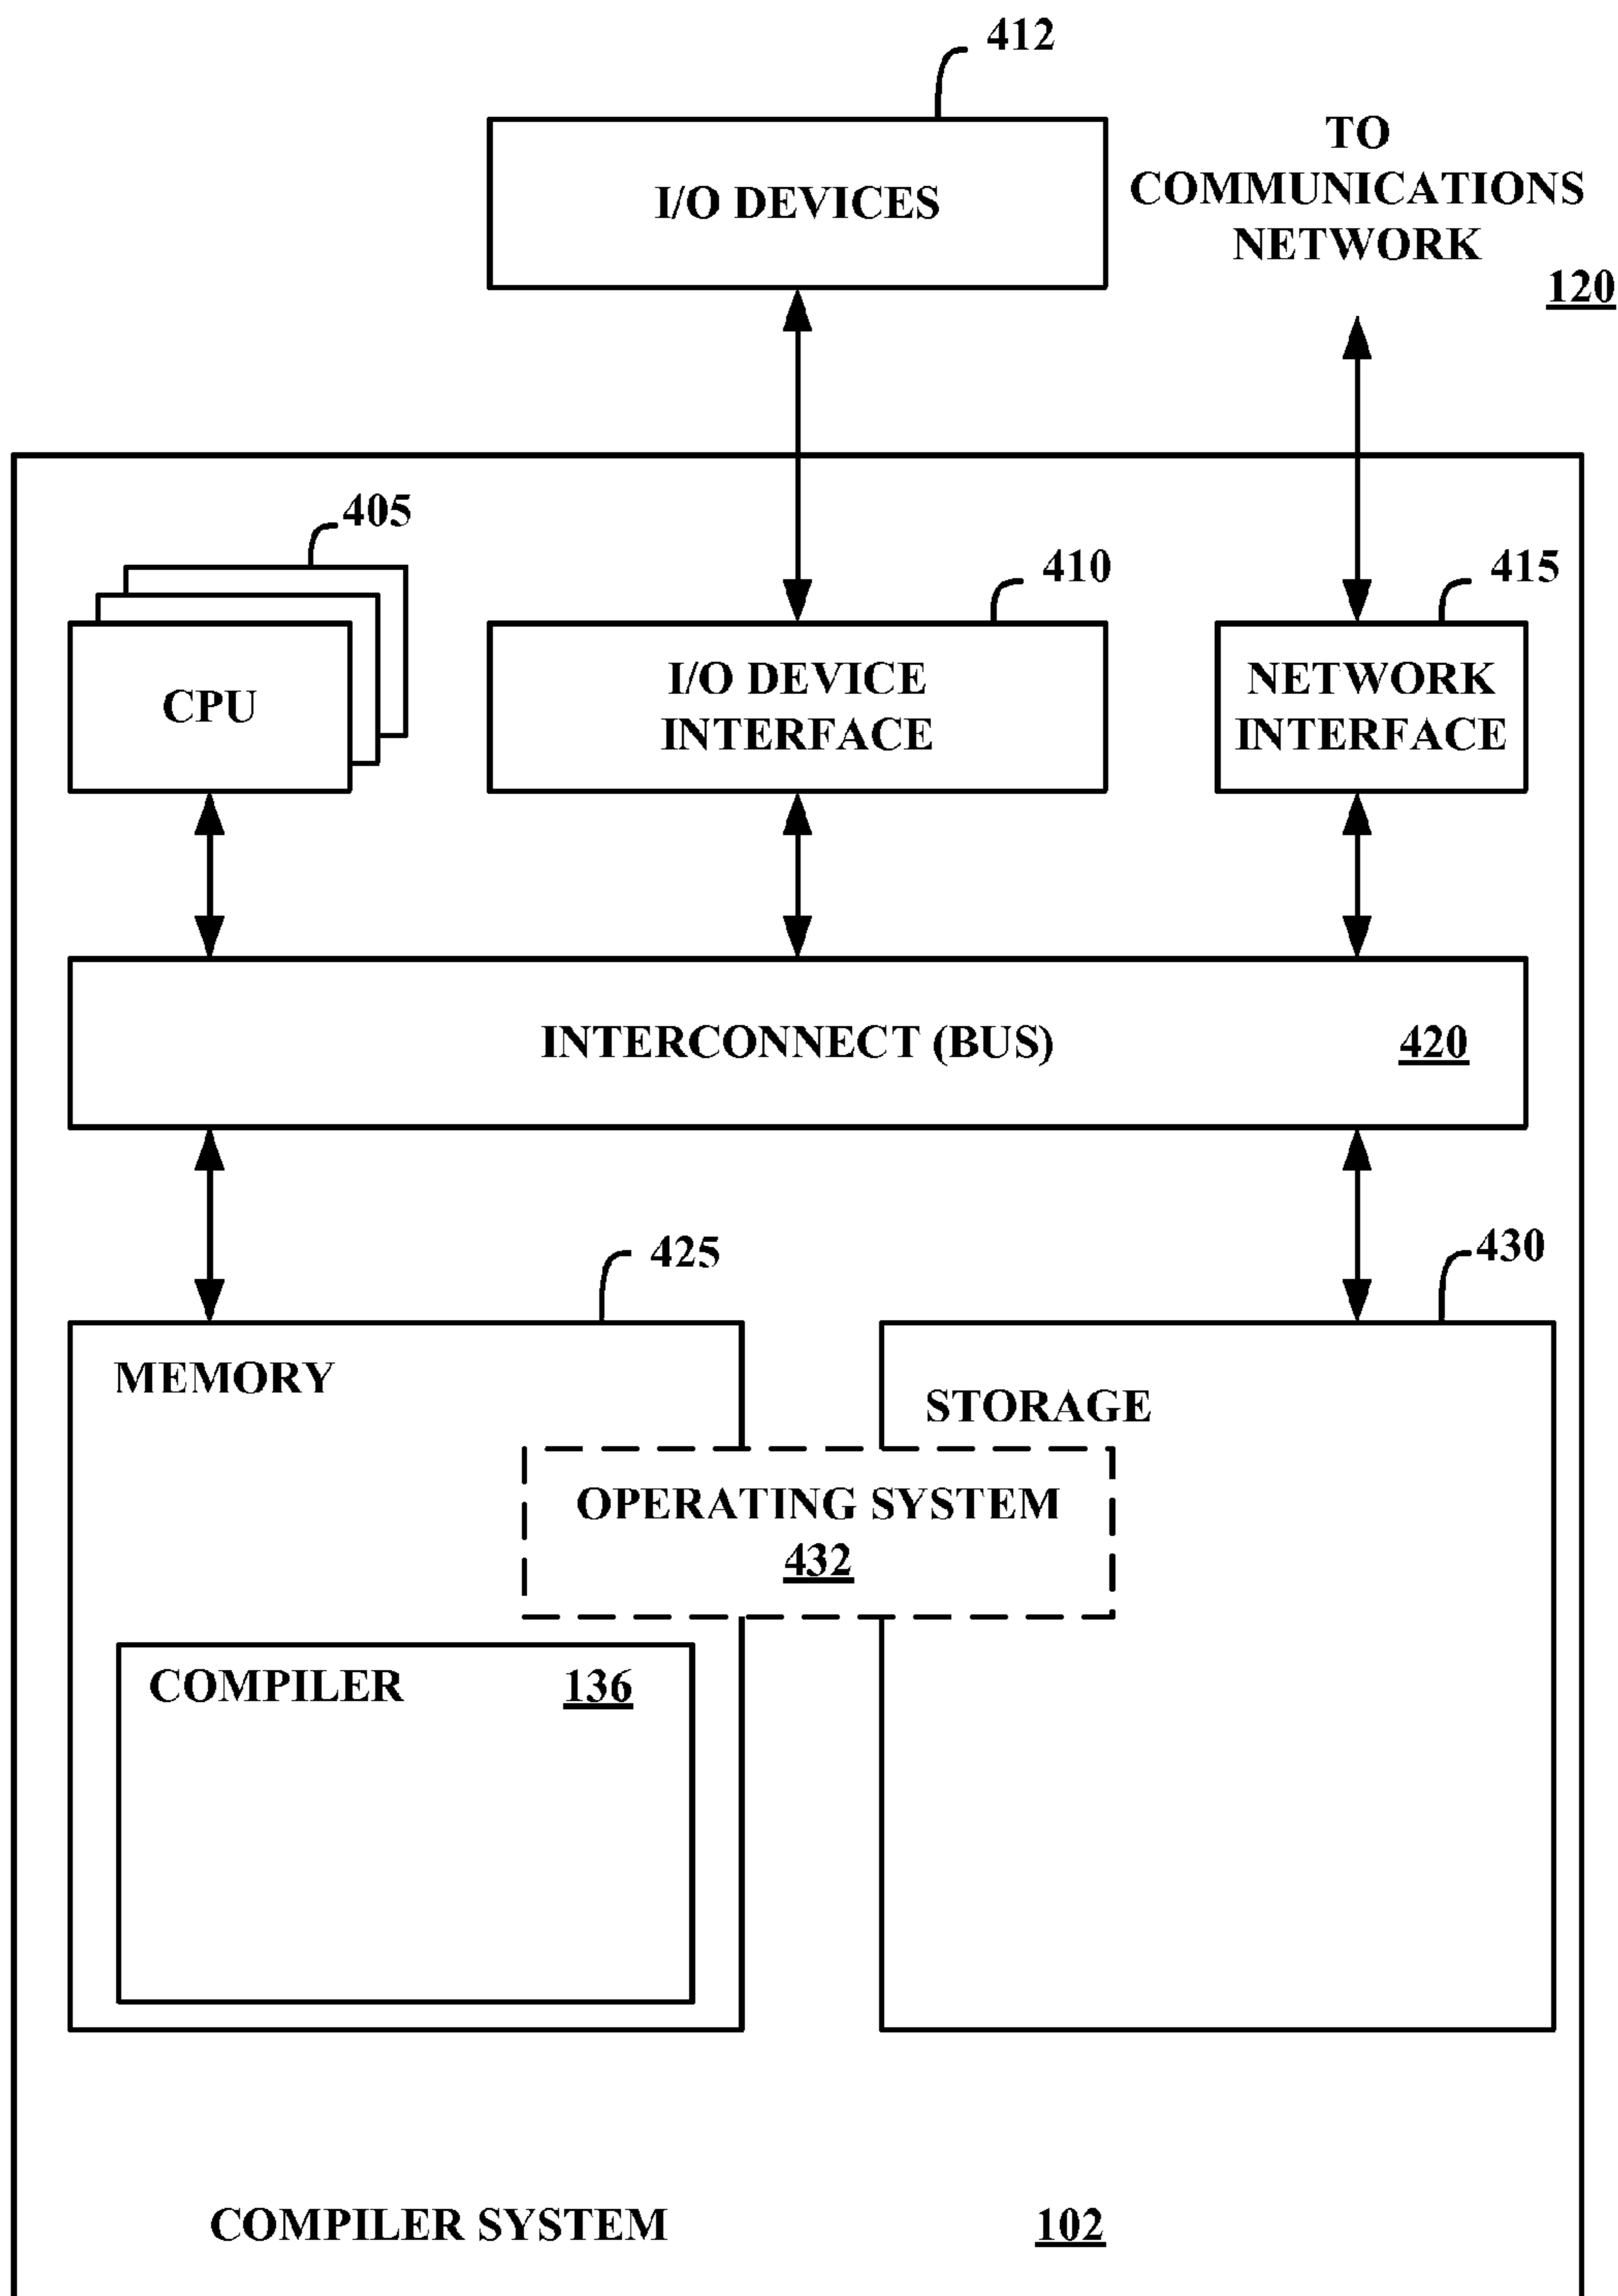 412
I/O DEVICES
TO
COMMUNICATIONS
NETWORK
120
405
410
415
CPU
I/O DEVICE
INTERFACE
NETWORK
INTERFACE
INTERCONNECT (BUS)
420
425
430
MEMORY
STORAGE
OPERATING SYSTEM
432
COMPILER
136
COMPILER SYSTEM
102